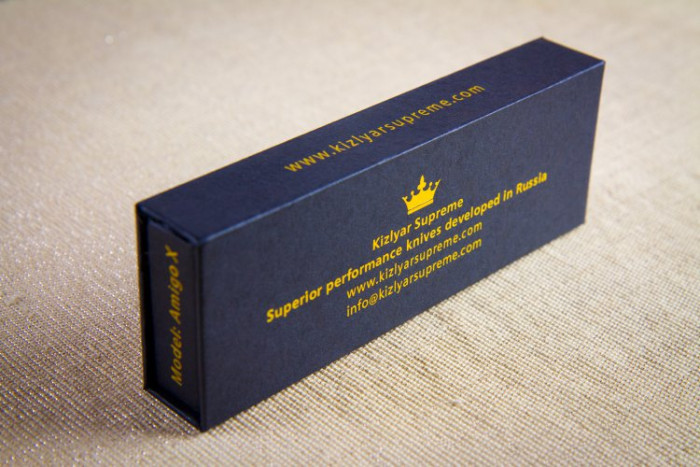 www.kizlyarsupreme.com
Kizlyar Supreme
Superior performance knives developed in Russia
www.kizlyarsupreme.com
info@kizlyarsupreme.com
Model: Amigo X